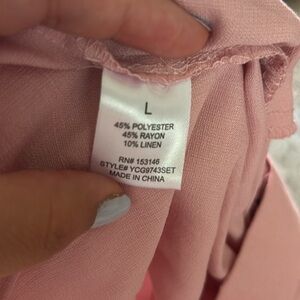 L
45% POLYESTER
45% RAYON
10% LINEN
RN# 153146
STYLE# YCG9743SET
MADE IN CHINA